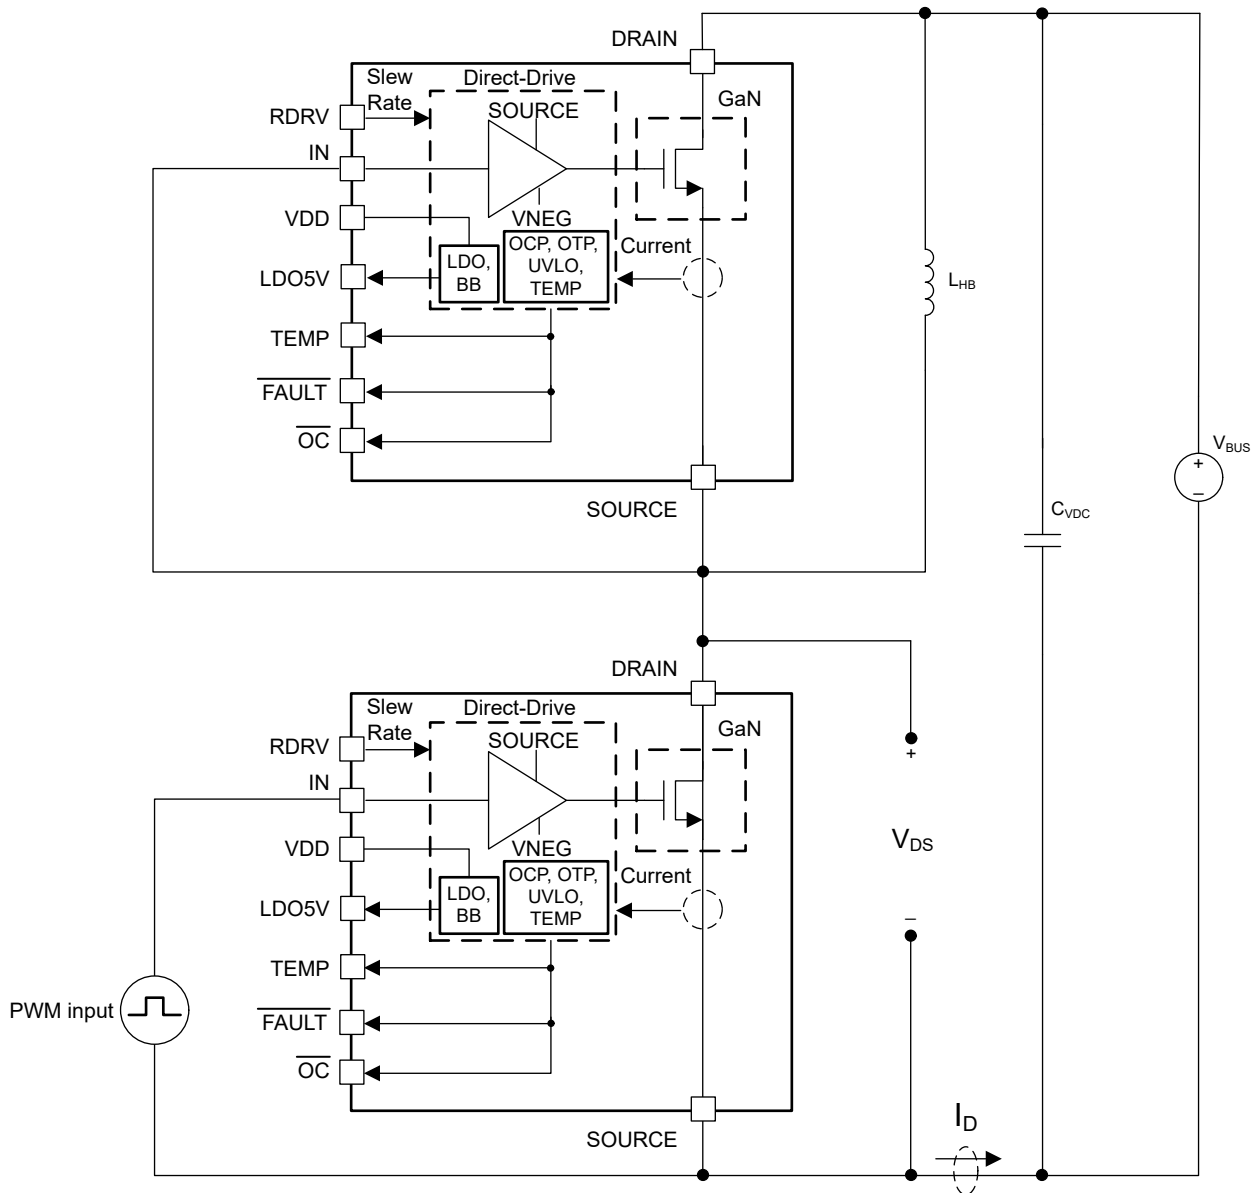 DRAIN
Slew
Rate
Direct-Drive
RDRV
SOURCE
GaN
IN
VDD
VNEG
LDO5V
LDO,
BB
OCP, OTP,
UVLO,
TEMP
Current
TEMP
FAULT
OC
SOURCE
LHB
CVDC
VBUS
+
–
DRAIN
Slew
Rate
Direct-Drive
RDRV
SOURCE
GaN
IN
VDD
VNEG
LDO5V
LDO,
BB
OCP, OTP,
UVLO,
TEMP
Current
TEMP
FAULT
OC
SOURCE
PWM input
+
VDS
–
ID